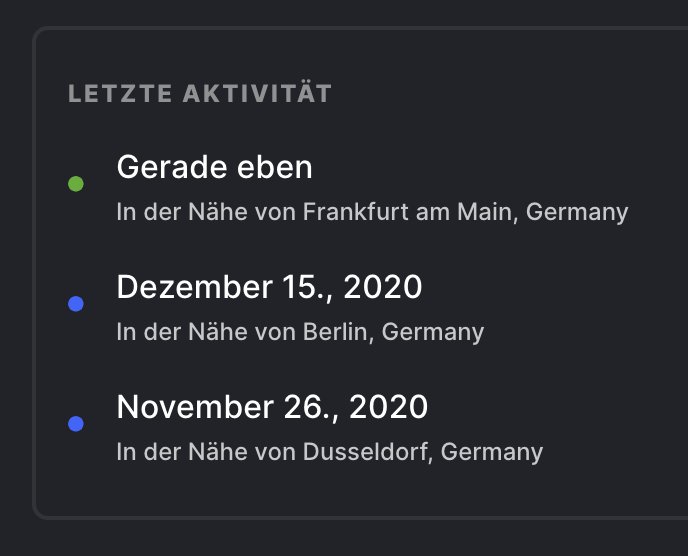 LETZTE AKTIVITÄT
Gerade eben
In der Nähe von Frankfurt am Main, Germany
Dezember 15., 2020
In der Nähe von Berlin, Germany
November 26., 2020
In der Nähe von Dusseldorf, Germany